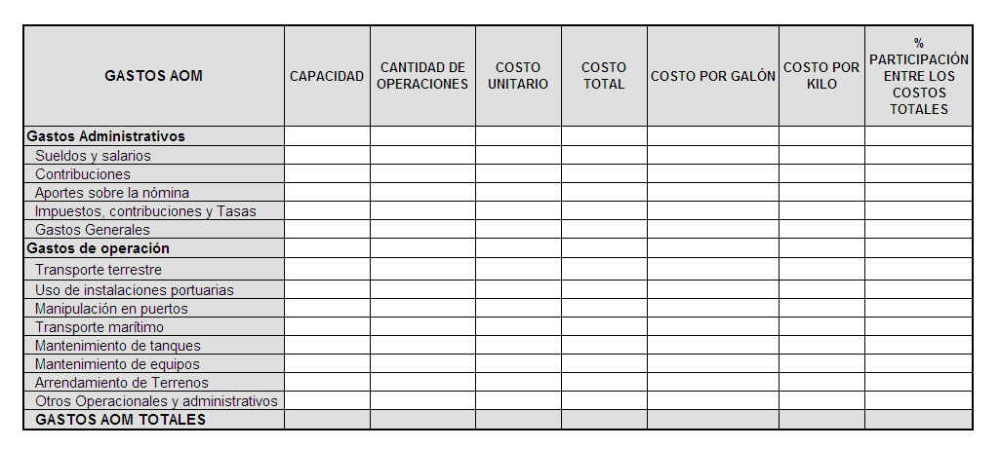 GASTOS AOM
CAPACIDAD
CANTIDAD DE
OPERACIONES
COSTO
UNITARIO
COSTO
TOTAL
COSTO POR GALÓN
COSTO POR
KILO
%
PARTICIPACIÓN
ENTRE LOS
COSTOS
TOTALES
Gastos Administrativos
Sueldos y salarios
Contribuciones
Aportes sobre la nómina
Impuestos, contribuciones y Tasas
Gastos Generales
Gastos de operación
Transporte terrestre
Uso de instalaciones portuarias
Manipulación en puertos
Transporte marítimo
Mantenimiento de tanques
Mantenimiento de equipos
Arrendamiento de Terrenos
Otros Operacionales y administrativos
GASTOS AOM TOTALES